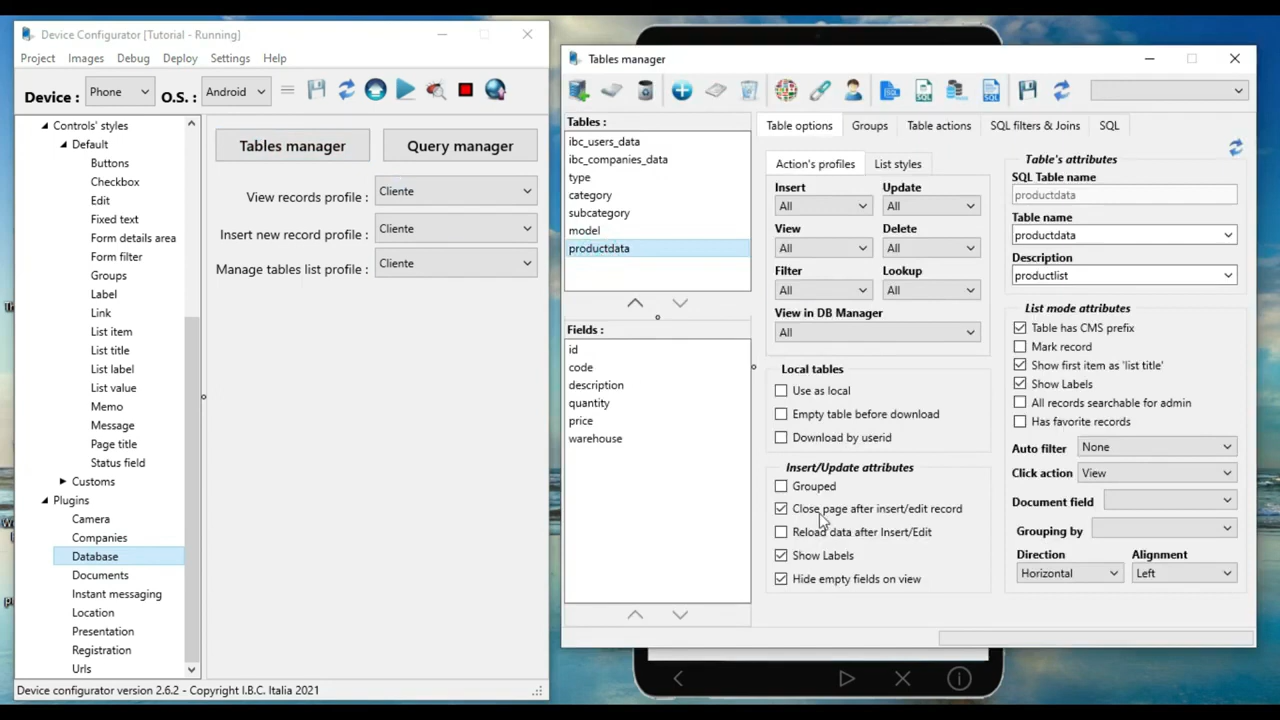 Device Configurator [Tutorial - Running]
Project Images Debug Deploy Settings Help
Device : Phone O.S. : Android
Controls' styles
Default
Buttons
Checkbox
Edit
Fixed text
Form details area
Form filter
Groups
Label
Link
List item
List title
List label
List value
Memo
Message
Page title
Status field
Customs
Plugins
Camera
Companies
Database
Documents
Instant messaging
Location
Presentation
Registration
Urls
Tables manager Query manager
View records profile : Cliente
Insert new record profile : Cliente
Manage tables list profile : Cliente
Device configurator version 2.6.2 - Copyright I.B.C. Italia 2021
Tables manager
SQL SQL SQL
Tables :
ibc_users_data
ibc_companies_data
type
category
subcategory
model
productdata
Fields :
id
code
description
quantity
price
warehouse
Table options Groups Table actions SQL filters & Joins SQL
Action's profiles List styles
Insert Update
All All
View Delete
All All
Filter Lookup
All All
View in DB Manager
All
Local tables
Use as local
Empty table before download
Download by userid
Insert/Update attributes
Grouped
Close page after insert/edit record
Reload data after Insert/Edit
Show Labels
Hide empty fields on view
Table's attributes
SQL Table name
productdata
Table name
productdata
Description
productlist
List mode attributes
Table has CMS prefix
Mark record
Show first item as 'list title'
Show Labels
All records searchable for admin
Has favorite records
Auto filter None
Click action View
Document field
Grouping by
Direction Alignment
Horizontal Left